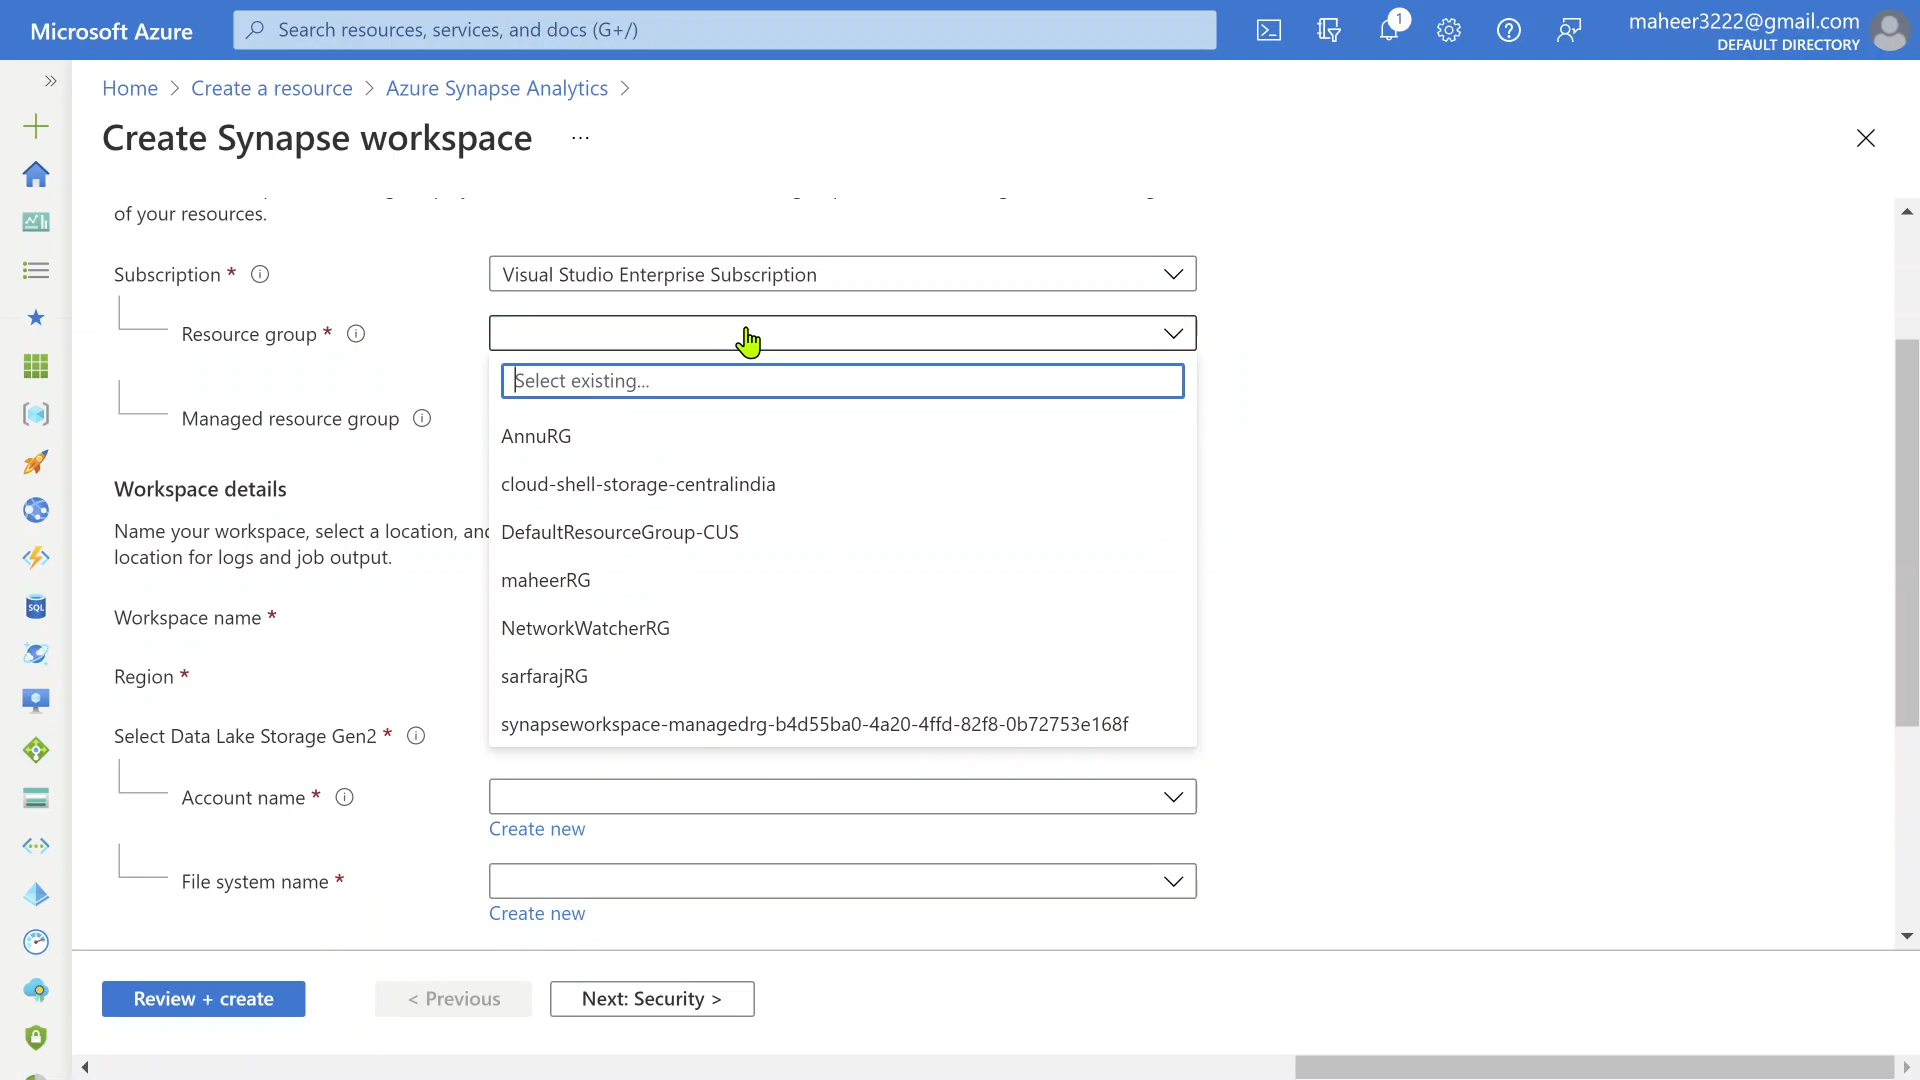 Microsoft Azure
Search resources, services, and docs (G+/)
1
maheer3222@gmail.com
DEFAULT DIRECTORY
Home > Create a resource > Azure Synapse Analytics >
Create Synapse workspace ...
of your resources.
Subscription *
Visual Studio Enterprise Subscription
Resource group *
Select existing...
AnnuRG
Managed resource group
cloud-shell-storage-centralindia
Workspace details
DefaultResourceGroup-CUS
Name your workspace, select a location, and
location for logs and job output.
maheerRG
Workspace name *
NetworkWatcherRG
Region *
sarfarajRG
synapseworkspace-managedrg-b4d55ba0-4a20-4ffd-82f8-0b72753e168f
Select Data Lake Storage Gen2 *
Account name *
Create new
File system name *
Create new
Review + create
< Previous
Next: Security >
SQL